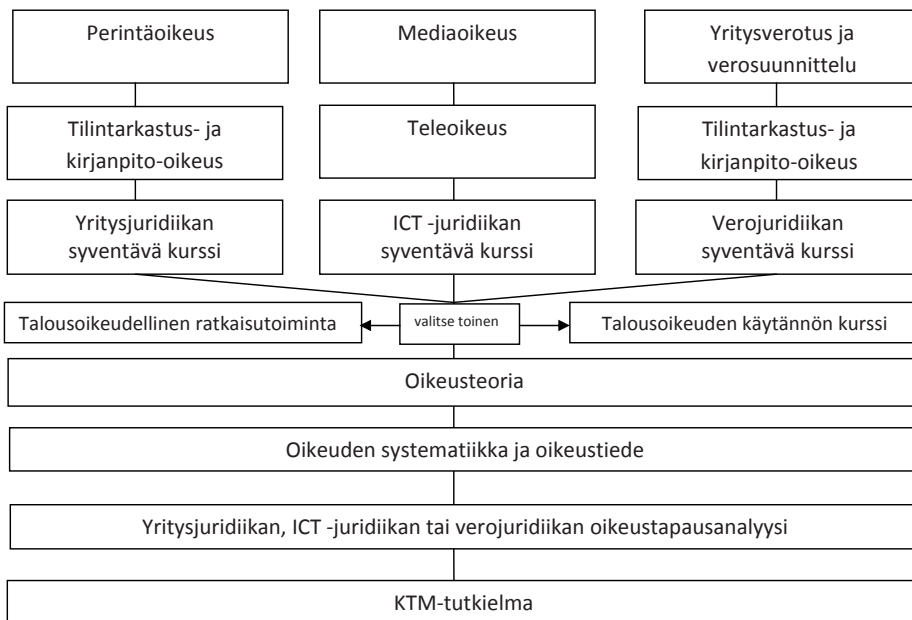 Perintäoikeus
Mediaoikeus
Yritysverotus ja
verosuunnittelu
Tilintarkastus- ja
kirjanpito-oikeus
Teleoikeus
Tilintarkastus- ja
kirjanpito-oikeus
Yritysjuridiikan
syventävä kurssi
ICT -juridiikan
syventävä kurssi
Verojuridiikan
syventävä kurssi
Talousoikeudellinen ratkaisutoiminta
valitse toinen
Talousoikeuden käytännön kurssi
Oikeusteoria
Oikeuden systematiikka ja oikeustiede
Yritysjuridiikan, ICT -juridiikan tai verojuridiikan oikeustapausanalyysi
KTM-tutkielma